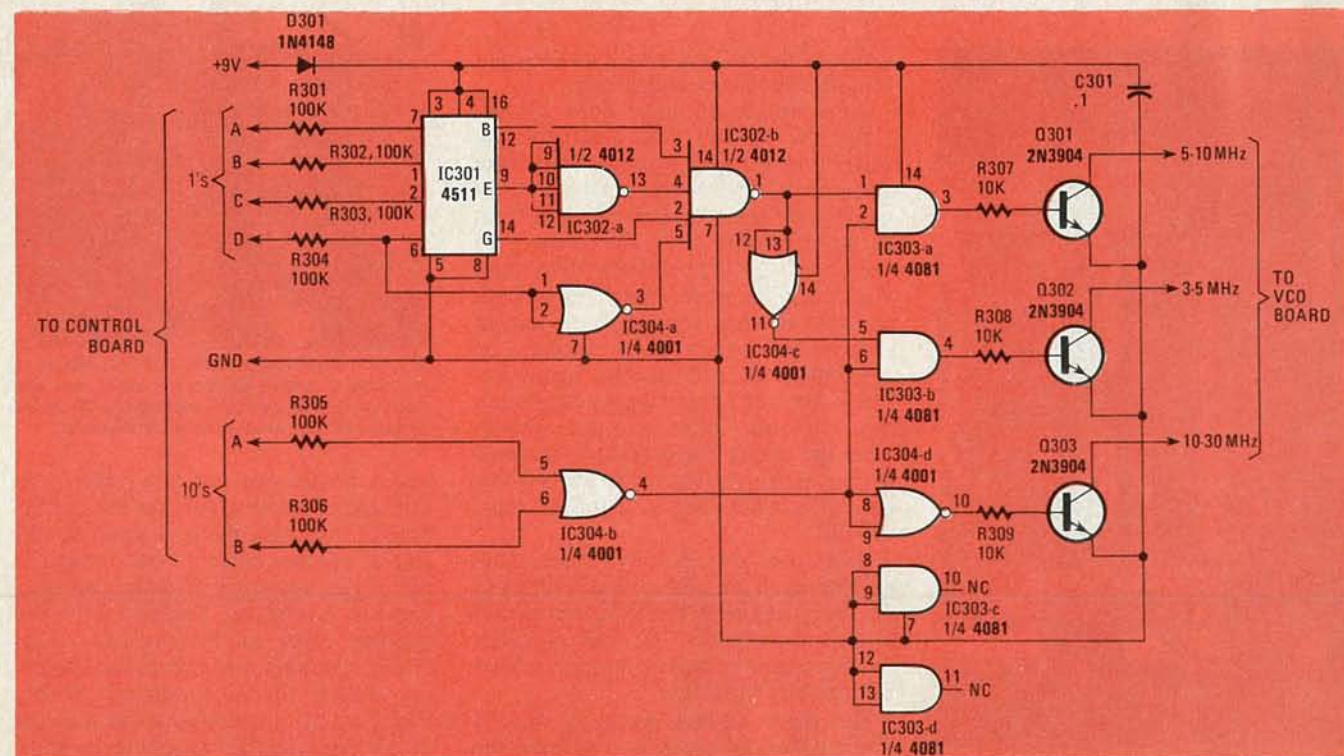 D301
1N4148
+9V
R301
100K
C301
.1
3 4 16
7
A
B
12
R302, 100K
B
1
1's
IC301
4511
E
9
C
2
R303, 100K
D
G
14
6
R304
100K
5 8
9
10
11
12
1/2 4012
13
IC302-a
IC302-b
1/2 4012
3
14
4
2
5
7
1
1
2
3
7
IC304-a
1/4 4001
12 13
14
11
IC304-c
1/4 4001
1
2
14
3
IC303-a
1/4 4081
R307
10K
Q301
2N3904
5-10 MHz
5
6
4
IC303-b
1/4 4081
R308
10K
Q302
2N3904
3-5 MHz
TO
VCO
BOARD
TO CONTROL
BOARD
GND
R305
100K
A
10's
R306
100K
B
5
6
4
IC304-b
1/4 4001
IC304-d
1/4 4001
8
9
10
R309
10K
Q303
2N3904
10-30 MHz
8
9
10
NC
IC303-c
7
1/4 4081
12
13
11
NC
IC303-d
1/4 4081